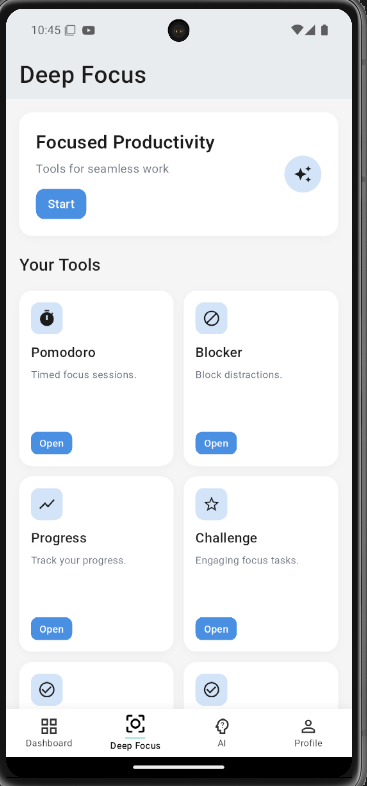 10:45
Deep Focus
Focused Productivity
Tools for seamless work
Start
Your Tools
Pomodoro
Timed focus sessions.
Open
Blocker
Block distractions.
Open
Progress
Track your progress.
Open
Challenge
Engaging focus tasks.
Open
Dashboard
Deep Focus
AI
Profile